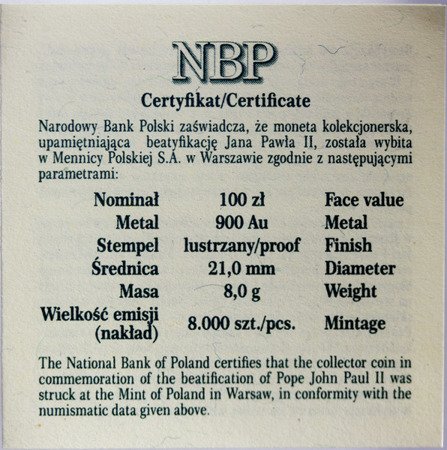 NBP
Certyfikat/Certificate
Narodowy Bank Polski zaświadcza, że moneta kolekcjonerska,
upamiętniająca beatyfikację Jana Pawła II, została wybita
w Mennicy Polskiej S.A. w Warszawie zgodnie z następującymi
parametrami:
Nominał 100 zł Face value
Metal 900 Au Metal
Stempel lustrzany/proof Finish
Średnica 21,0 mm Diameter
Masa 8,0 g Weight
Wielkość emisji
(nakład) 8.000 szt./pcs. Mintage
The National Bank of Poland certifies that the collector coin in
commemoration of the beatification of Pope John Paul II was
struck at the Mint of Poland in Warsaw, in conformity with the
numismatic data given above.